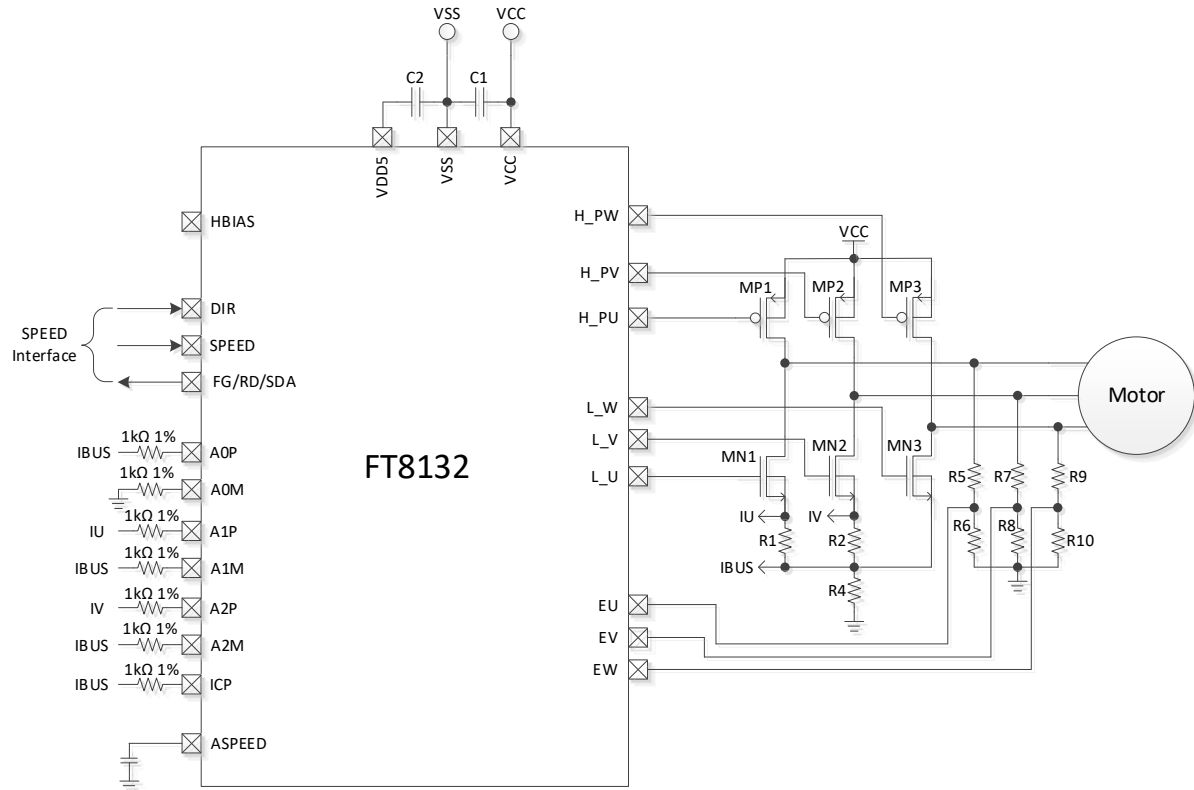 VSS
VCC
C2
C1
VDD5
VSS
VCC
HBIAS
H_PW
VCC
H_PV
MP1
MP2
MP3
DIR
H_PU
SPEED
Interface
SPEED
FG/RD/SDA
Motor
L_W
1kΩ 1%
IBUS
A0P
L_V
FT8132
MN1
MN2
MN3
1kΩ 1%
A0M
L_U
R5
R7
R9
1kΩ 1%
IU
A1P
IU
IV
R6
R8
R10
R1
R2
1kΩ 1%
IBUS
A1M
IBUS
R4
1kΩ 1%
IV
A2P
EU
1kΩ 1%
IBUS
A2M
EV
1kΩ 1%
IBUS
ICP
EW
ASPEED